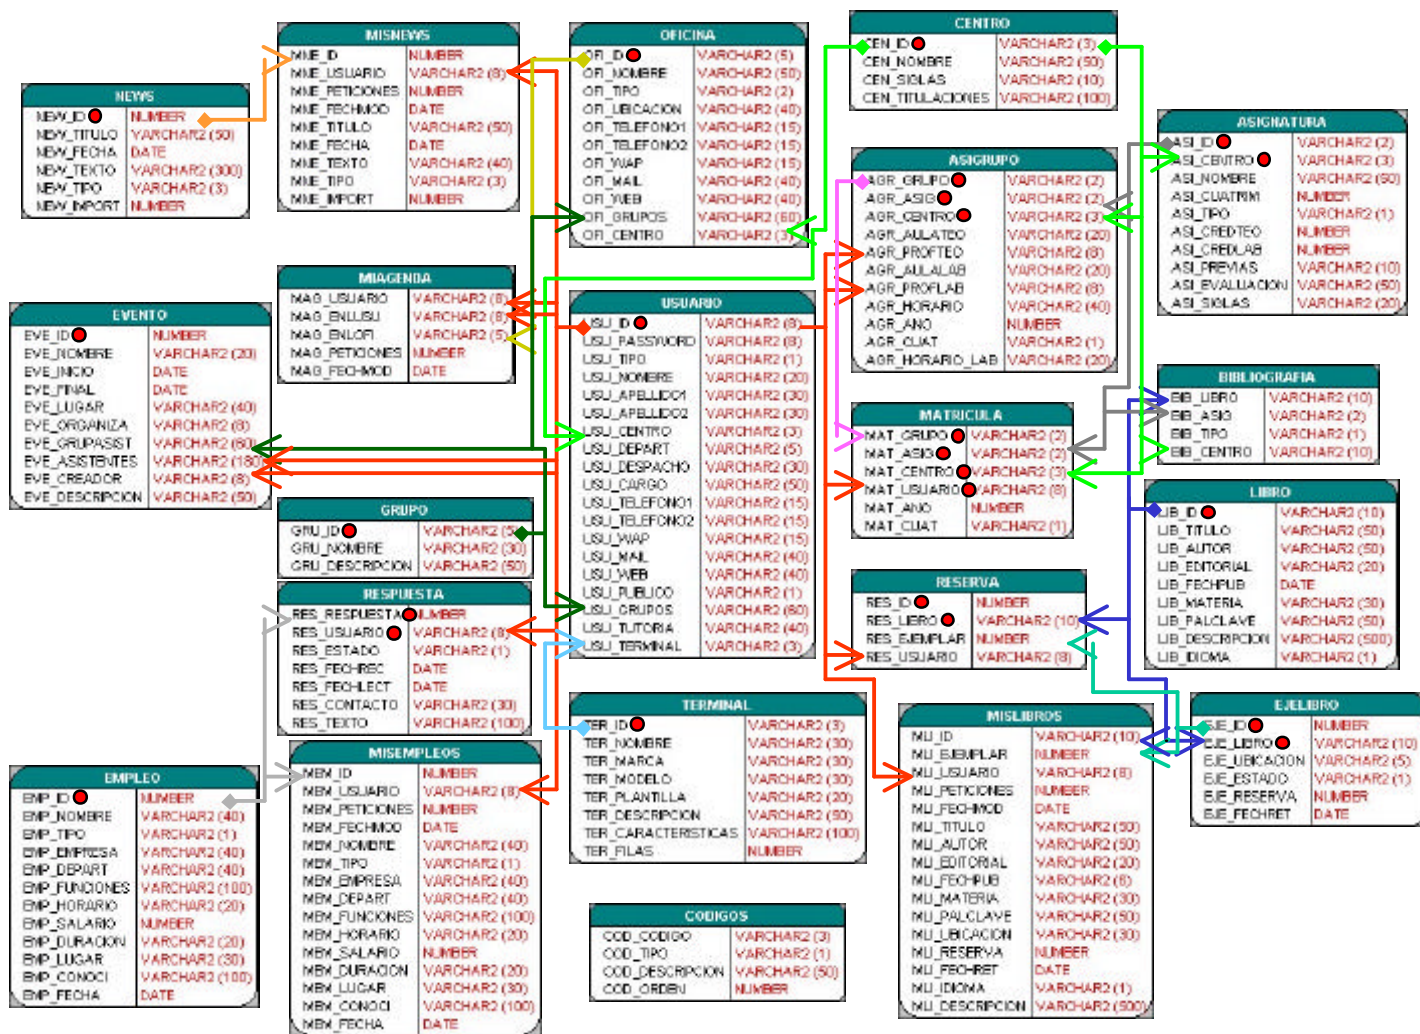 NEWS
NEW_ID NUMBER
NEW_TITULO VARCHAR2 (50)
NEW_FECHA DATE
NEW_TEXTO VARCHAR2 (300)
NEW_TIPO VARCHAR2 (3)
NEW_IMPORT NUMBER
MISNEWS
MNE_ID NUMBER
MNE_USUARIO VARCHAR2 (8)
MNE_PETICIONES NUMBER
MNE_FECHMOD DATE
MNE_TITULO VARCHAR2 (50)
MNE_FECHA DATE
MNE_TEXTO VARCHAR2 (40)
MNE_TIPO VARCHAR2 (3)
MNE_IMPORT NUMBER
OFICINA
OFI_ID VARCHAR2 (5)
OFI_NOMBRE VARCHAR2 (50)
OFI_TIPO VARCHAR2 (2)
OFI_UBICACION VARCHAR2 (40)
OFI_TELEFONO1 VARCHAR2 (15)
OFI_TELEFONO2 VARCHAR2 (15)
OFI_WAP VARCHAR2 (15)
OFI_MAIL VARCHAR2 (40)
OFI_WEB VARCHAR2 (40)
OFI_GRUPOS VARCHAR2 (60)
OFI_CENTRO VARCHAR2 (3)
CENTRO
CEN_ID VARCHAR2 (3)
CEN_NOMBRE VARCHAR2 (50)
CEN_SIGLAS VARCHAR2 (10)
CEN_TITULACIONES VARCHAR2 (100)
ASIGNATURA
ASI_ID VARCHAR2 (2)
ASI_CENTRO VARCHAR2 (3)
ASI_NOMBRE VARCHAR2 (50)
ASI_CUATRIM NUMBER
ASI_TIPO VARCHAR2 (1)
ASI_CREDTEO NUMBER
ASI_CREDLAB NUMBER
ASI_PREVIAS VARCHAR2 (10)
ASI_EVALUACION VARCHAR2 (50)
ASI_SIGLAS VARCHAR2 (20)
ASIGRUPO
AGR_GRUPO VARCHAR2 (2)
AGR_ASIG VARCHAR2 (2)
AGR_CENTRO VARCHAR2 (3)
AGR_AULATEO VARCHAR2 (20)
AGR_PROFTEO VARCHAR2 (8)
AGR_AULALAB VARCHAR2 (20)
AGR_PROFLAB VARCHAR2 (8)
AGR_HORARIO VARCHAR2 (40)
AGR_ANO NUMBER
AGR_CUAT VARCHAR2 (1)
AGR_HORARIO_LAB VARCHAR2 (20)
MIAGENDA
MAG_USUARIO VARCHAR2 (8)
MAG_ENLUSU VARCHAR2 (8)
MAG_ENLOFI VARCHAR2 (5)
MAG_PETICIONES NUMBER
MAG_FECHMOD DATE
EVENTO
EVE_ID NUMBER
EVE_NOMBRE VARCHAR2 (20)
EVE_INICIO DATE
EVE_FINAL DATE
EVE_LUGAR VARCHAR2 (40)
EVE_ORGANIZA VARCHAR2 (8)
EVE_GRUPASIST VARCHAR2 (60)
EVE_ASISTENTES VARCHAR2 (180)
EVE_CREADOR VARCHAR2 (8)
EVE_DESCRIPCION VARCHAR2 (50)
USUARIO
USU_ID VARCHAR2 (8)
USU_PASSWORD VARCHAR2 (8)
USU_TIPO VARCHAR2 (1)
USU_NOMBRE VARCHAR2 (20)
USU_APELLIDO1 VARCHAR2 (30)
USU_APELLIDO2 VARCHAR2 (30)
USU_CENTRO VARCHAR2 (3)
USU_DEPART VARCHAR2 (5)
USU_DESPACHO VARCHAR2 (30)
USU_CARGO VARCHAR2 (50)
USU_TELEFONO1 VARCHAR2 (15)
USU_TELEFONO2 VARCHAR2 (15)
USU_WAP VARCHAR2 (15)
USU_MAIL VARCHAR2 (40)
USU_WEB VARCHAR2 (40)
USU_PUBLICO VARCHAR2 (1)
USU_GRUPOS VARCHAR2 (60)
USU_TUTORIA VARCHAR2 (40)
USU_TERMINAL VARCHAR2 (3)
BIBLIOGRAFIA
BIB_LIBRO VARCHAR2 (10)
BIB_ASIG VARCHAR2 (2)
BIB_TIPO VARCHAR2 (1)
BIB_CENTRO VARCHAR2 (10)
MATRICULA
MAT_GRUPO VARCHAR2 (2)
MAT_ASIG VARCHAR2 (2)
MAT_CENTRO VARCHAR2 (3)
MAT_USUARIO VARCHAR2 (8)
MAT_ANO NUMBER
MAT_CUAT VARCHAR2 (1)
GRUPO
GRU_ID VARCHAR2 (5)
GRU_NOMBRE VARCHAR2 (30)
GRU_DESCRIPCION VARCHAR2 (50)
LIBRO
LIB_ID VARCHAR2 (10)
LIB_TITULO VARCHAR2 (50)
LIB_AUTOR VARCHAR2 (50)
LIB_EDITORIAL VARCHAR2 (20)
LIB_FECHPUB DATE
LIB_MATERIA VARCHAR2 (30)
LIB_PALCLAVE VARCHAR2 (50)
LIB_DESCRIPCION VARCHAR2 (500)
LIB_IDIOMA VARCHAR2 (1)
RESPUESTA
RES_RESPUESTA NUMBER
RES_USUARIO VARCHAR2 (8)
RES_ESTADO VARCHAR2 (1)
RES_FECHREC DATE
RES_FECHLECT DATE
RES_CONTACTO VARCHAR2 (30)
RES_TEXTO VARCHAR2 (100)
RESERVA
RES_ID NUMBER
RES_LIBRO VARCHAR2 (10)
RES_EJEMPLAR NUMBER
RES_USUARIO VARCHAR2 (8)
TERMINAL
TER_ID VARCHAR2 (3)
TER_NOMBRE VARCHAR2 (30)
TER_MARCA VARCHAR2 (30)
TER_MODELO VARCHAR2 (30)
TER_PLANTILLA VARCHAR2 (20)
TER_DESCRIPCION VARCHAR2 (50)
TER_CARACTERISTICAS VARCHAR2 (100)
TER_FILAS NUMBER
EJELIBRO
EJE_ID NUMBER
EJE_LIBRO VARCHAR2 (10)
EJE_UBICACION VARCHAR2 (5)
EJE_ESTADO VARCHAR2 (1)
EJE_RESERVA NUMBER
EJE_FECHRET DATE
MISLIBROS
MLI_ID VARCHAR2 (10)
MLI_EJEMPLAR NUMBER
MLI_USUARIO VARCHAR2 (8)
MLI_PETICIONES NUMBER
MLI_FECHMOD DATE
MLI_TITULO VARCHAR2 (50)
MLI_AUTOR VARCHAR2 (50)
MLI_EDITORIAL VARCHAR2 (20)
MLI_FECHPUB VARCHAR2 (6)
MLI_MATERIA VARCHAR2 (30)
MLI_PALCLAVE VARCHAR2 (50)
MLI_UBICACION VARCHAR2 (30)
MLI_RESERVA NUMBER
MLI_FECHRET DATE
MLI_IDIOMA VARCHAR2 (1)
MLI_DESCRIPCION VARCHAR2 (500)
EMPLEO
EMP_ID NUMBER
EMP_NOMBRE VARCHAR2 (40)
EMP_TIPO VARCHAR2 (1)
EMP_EMPRESA VARCHAR2 (40)
EMP_DEPART VARCHAR2 (40)
EMP_FUNCIONES VARCHAR2 (100)
EMP_HORARIO VARCHAR2 (20)
EMP_SALARIO NUMBER
EMP_DURACION VARCHAR2 (20)
EMP_LUGAR VARCHAR2 (30)
EMP_CONOCI VARCHAR2 (100)
EMP_FECHA DATE
MISEMPLEOS
MEM_ID NUMBER
MEM_USUARIO VARCHAR2 (8)
MEM_PETICIONES NUMBER
MEM_FECHMOD DATE
MEM_NOMBRE VARCHAR2 (40)
MEM_TIPO VARCHAR2 (1)
MEM_EMPRESA VARCHAR2 (40)
MEM_DEPART VARCHAR2 (40)
MEM_FUNCIONES VARCHAR2 (100)
MEM_HORARIO VARCHAR2 (20)
MEM_SALARIO NUMBER
MEM_DURACION VARCHAR2 (20)
MEM_LUGAR VARCHAR2 (30)
MEM_CONOCI VARCHAR2 (100)
MEM_FECHA DATE
CODIGOS
COD_CODIGO VARCHAR2 (3)
COD_TIPO VARCHAR2 (1)
COD_DESCRIPCION VARCHAR2 (50)
COD_ORDEN NUMBER